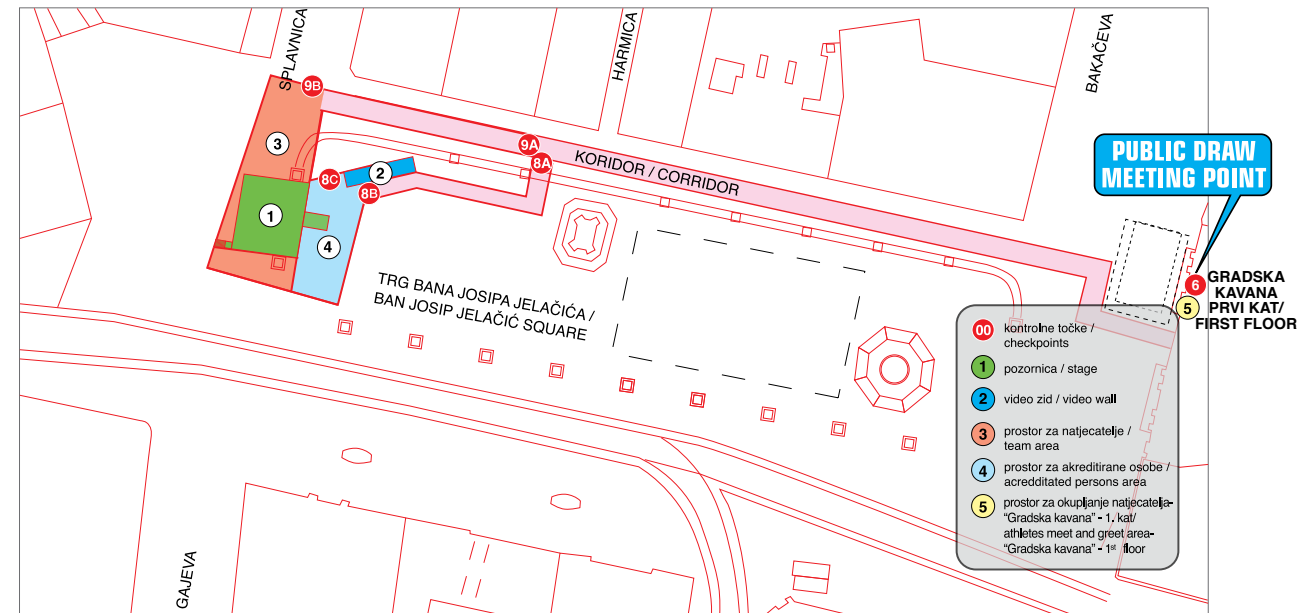 SPLAVNICA
HARMICA
BAKAČEVA
9B
3
9A
KORIDOR / CORRIDOR
8A
PUBLIC DRAW
MEETING POINT
2
8C
8B
1
4
TRG BANA JOSIPA JELAČIĆA /
BAN JOSIP JELAČIĆ SQUARE
6
GRADSKA
KAVANA
5
PRVI KAT/
FIRST FLOOR
00 kontrolne točke /
checkpoints
1 pozornica / stage
2 video zid / video wall
3 prostor za natjecatelje /
team area
4 prostor za akreditirane osobe /
acredditated persons area
5 prostor za okupljanje natjecatelja-
“Gradska kavana” - 1. kat/
athletes meet and greet area-
“Gradska kavana” - 1st floor
GAJEVA